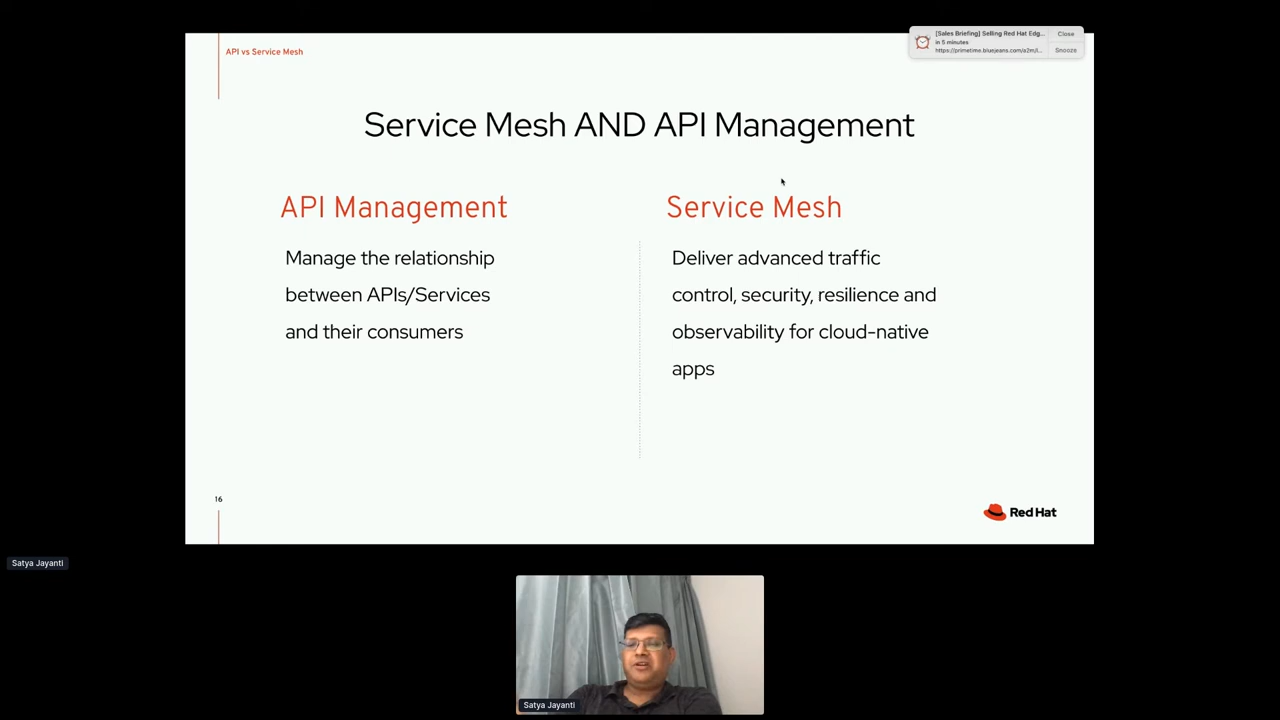 API vs Service Mesh
[Sales Briefing] Selling Red Hat Edg...
in 5 minutes
https://primetime.bluejeans.com/a2m/l...
Close
Snooze
Service Mesh AND API Management
API Management
Manage the relationship
between APIs/Services
and their consumers
Service Mesh
Deliver advanced traffic
control, security, resilience and
observability for cloud-native
apps
16
Red Hat
Satya Jayanti
Satya Jayanti